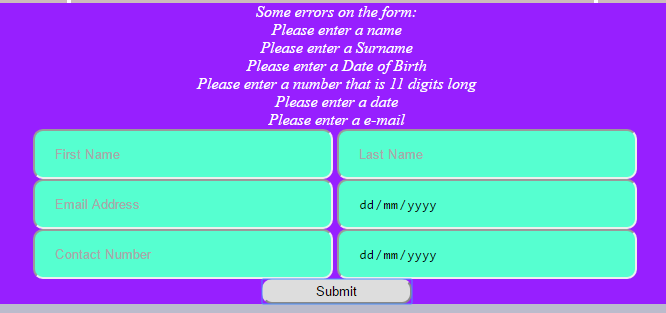 Some errors on the form:
Please enter a name
Please enter a Surname
Please enter a Date of Birth
Please enter a number that is 11 digits long
Please enter a date
Please enter a e-mail
First Name Last Name
Email Address dd/mm/yyyy
Contact Number dd/mm/yyyy
Submit